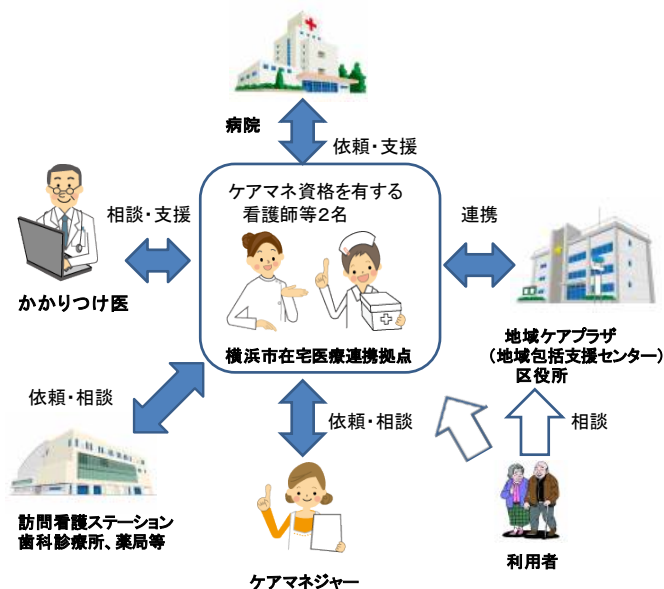 病院
依頼・支援
ケアマネ資格を有する
看護師等２名
相談・支援
連携
かかりつけ医
横浜市在宅医療連携拠点
地域ケアプラザ
（地域包括支援センター）
区役所
依頼・相談
依頼・相談
相談
訪問看護ステーション
歯科診療所、薬局等
利用者
ケアマネジャー